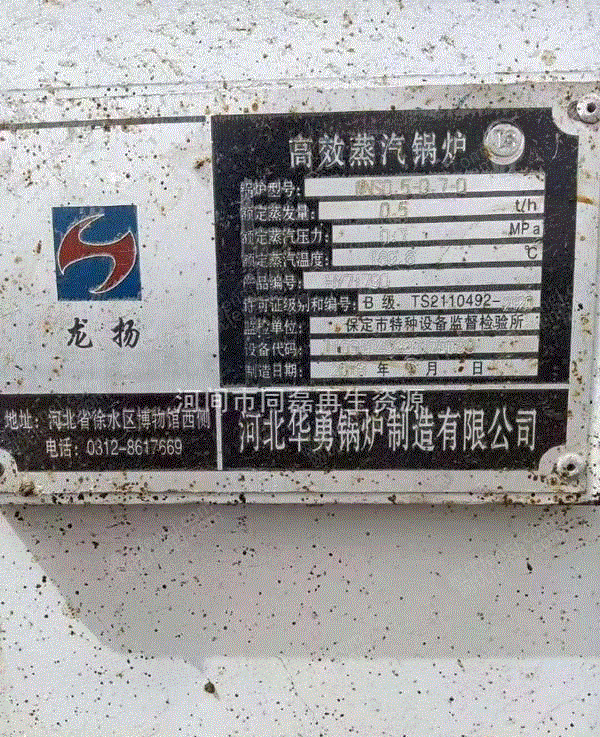 高效蒸汽锅炉
锅炉型号:
额定蒸发量: 0.5 t/h
额定蒸汽压力: 0.7 MPa
额定蒸汽温度: ℃
产品编号:
许可证级别和编号: B 级 TS2110492-
监检单位: 保定市特种设备监督检验所
设备代码:
制造日期: 年 月 日
龙扬
河间市同磊再生资源
地址: 河北省徐水区博物馆西侧
电话: 0312-8617669
河北华勇锅炉制造有限公司